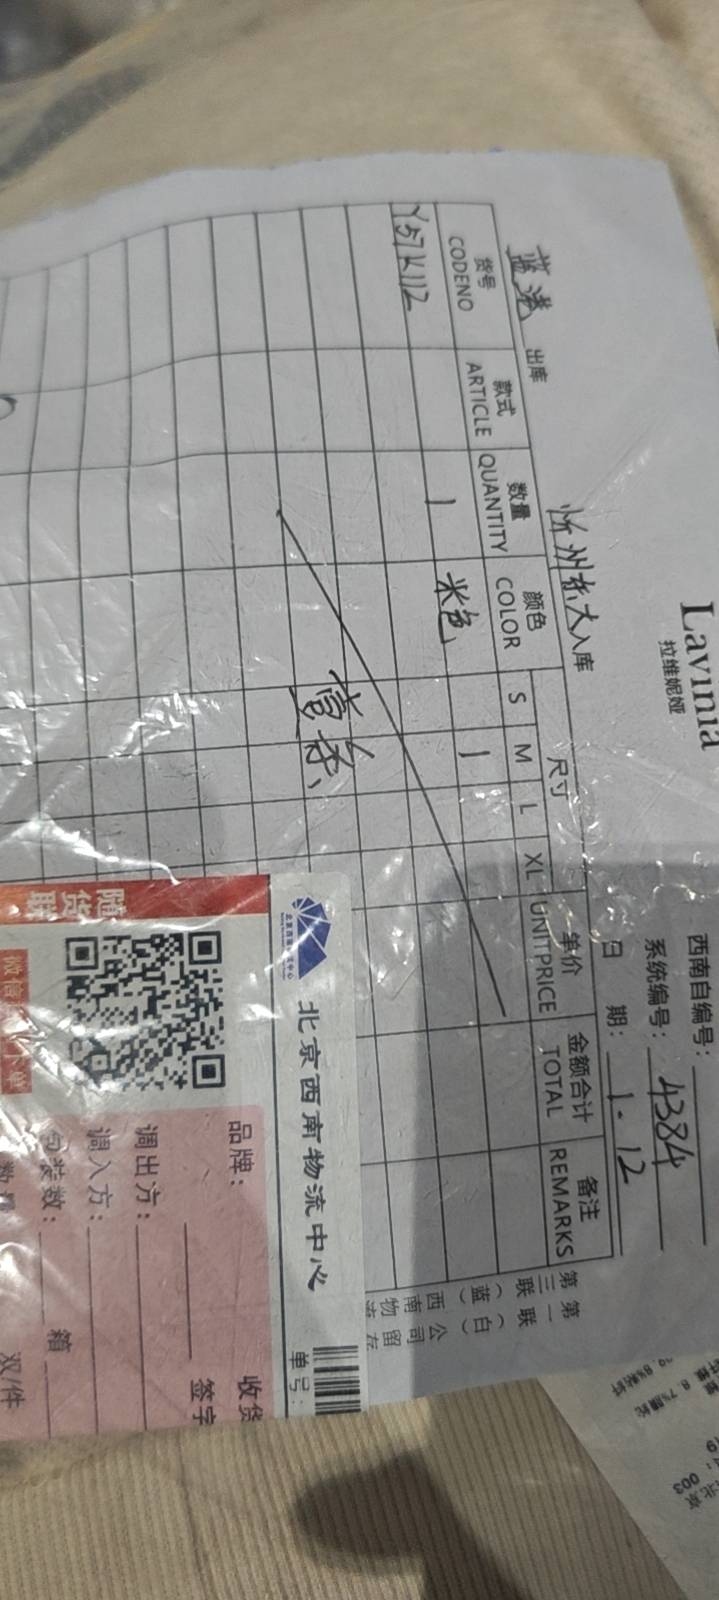 Lavinia
拉维妮娅
西南自编号:
系统编号: 4384
日 期: 1.12
蓝港 出库 忻州东大入库
货号 款式 数量 颜色 尺寸 单价 金额合计 备注
CODENO ARTICLE QUANTITY COLOR S M L XL UNITPRICE TOTAL REMARKS
Y57K112 1 米色 1
第一联(白)公司留存
第三联(蓝)西南物流
北京西南物流中心
单号:
随货联
品牌:
收货
调出方:
签字
调入方:
包装数: 箱
双/件
003